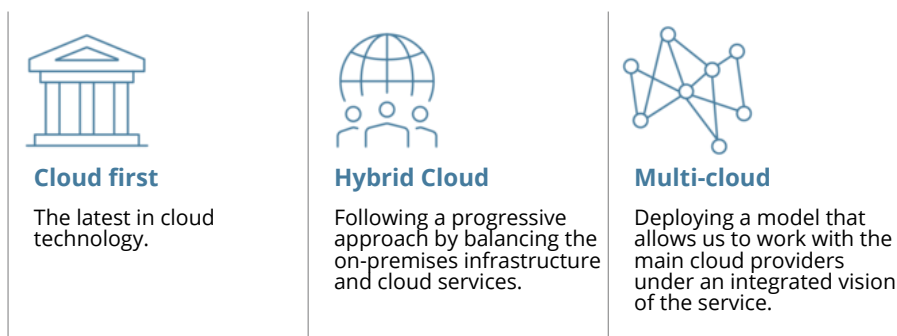 Cloud first
The latest in cloud
technology.
Hybrid Cloud
Following a progressive
approach by balancing the
on-premises infrastructure
and cloud services.
Multi-cloud
Deploying a model that
allows us to work with the
main cloud providers
under an integrated vision
of the service.